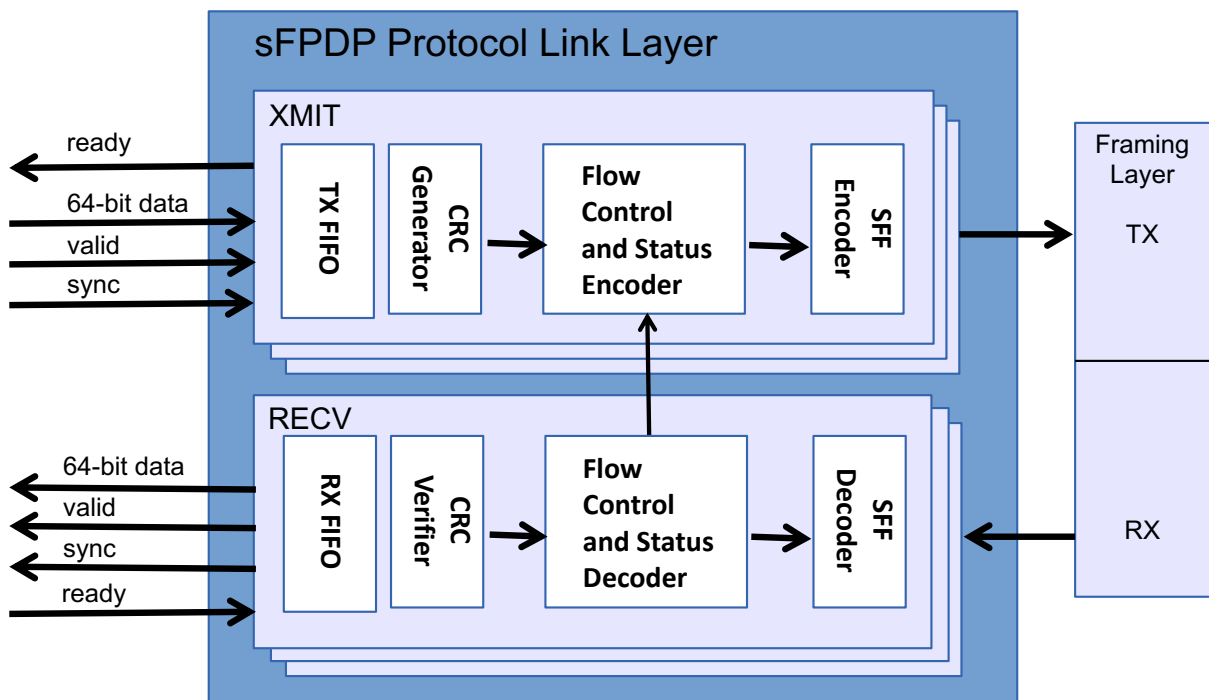 sFPDP Protocol Link Layer
XMIT
ready
64-bit data
valid
sync
TX FIFO
CRC
Generator
Flow
Control
and Status
Encoder
SFF
Encoder
Framing
Layer
TX
RECV
64-bit data
valid
sync
ready
RX FIFO
CRC
Verifier
Flow
Control
and Status
Decoder
SFF
Decoder
RX